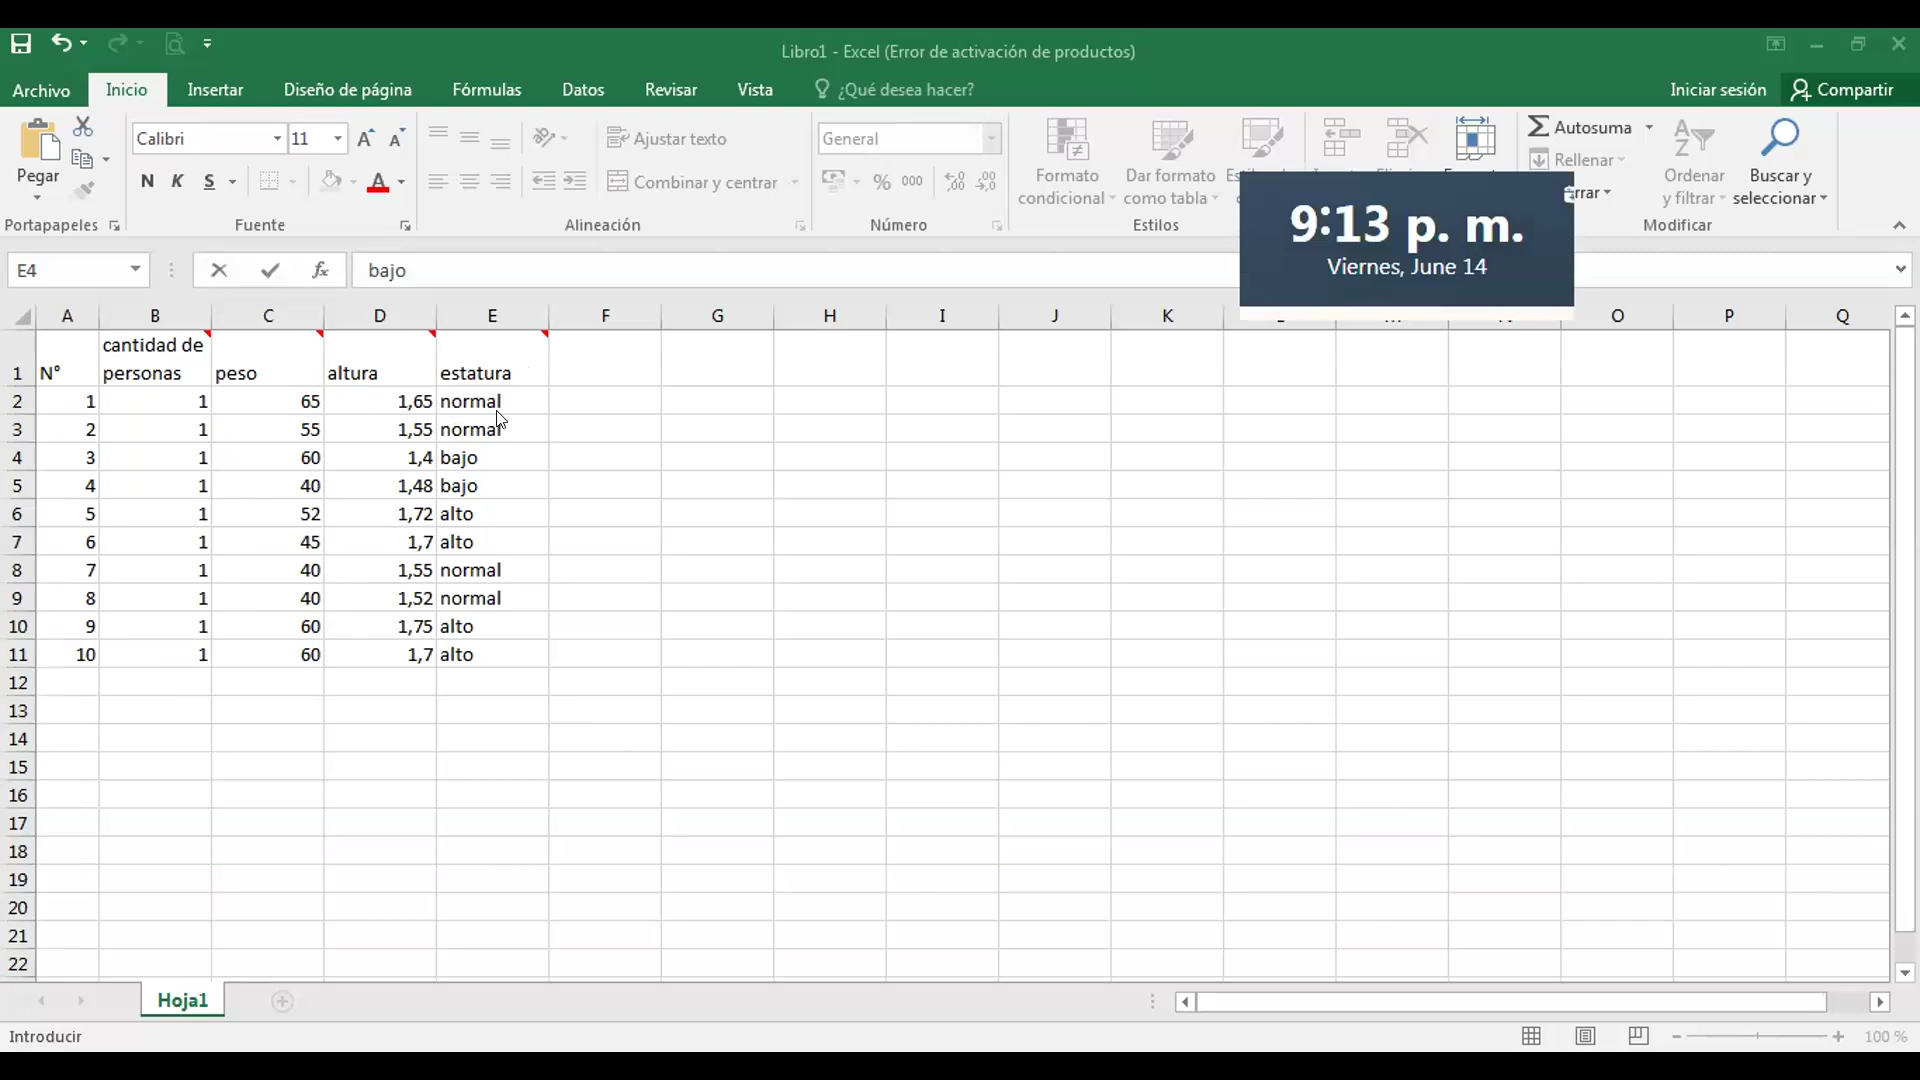 Libro1 - Excel (Error de activación de productos)
Archivo Inicio Insertar Diseño de página Fórmulas Datos Revisar Vista ¿Qué desea hacer? Iniciar sesión Compartir
Pegar
Portapapeles
Calibri 11
N K S A
Fuente
Ajustar texto
Combinar y centrar
Alineación
General
% 000
Número
Formato condicional
Dar formato como tabla
Estilos
Autosuma
Rellenar
Ordenar y filtrar
Buscar y seleccionar
Modificar
9:13 p. m.
Viernes, June 14
E4 fx bajo
A B C D E F G H I J K O P Q
1 N° cantidad de personas peso altura estatura
2 1 1 65 1,65 normal
3 2 1 55 1,55 normal
4 3 1 60 1,4 bajo
5 4 1 40 1,48 bajo
6 5 1 52 1,72 alto
7 6 1 45 1,7 alto
8 7 1 40 1,55 normal
9 8 1 40 1,52 normal
10 9 1 60 1,75 alto
11 10 1 60 1,7 alto
12
13
14
15
16
17
18
19
20
21
22
Hoja1
Introducir
100 %